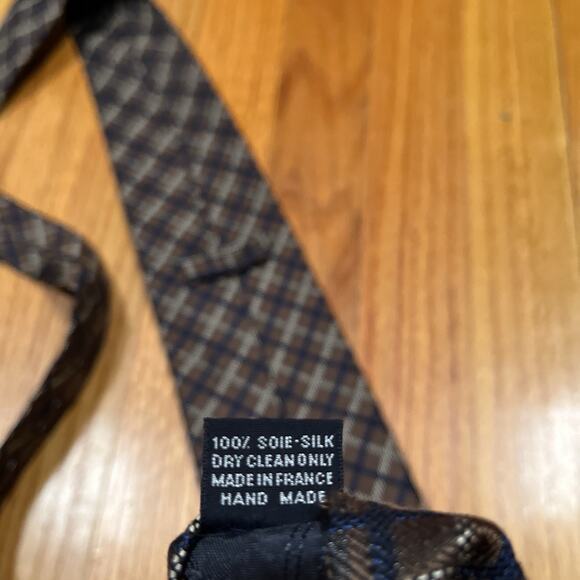 100% SOIE-SILK
DRY CLEAN ONLY
MADE IN FRANCE
HAND MADE